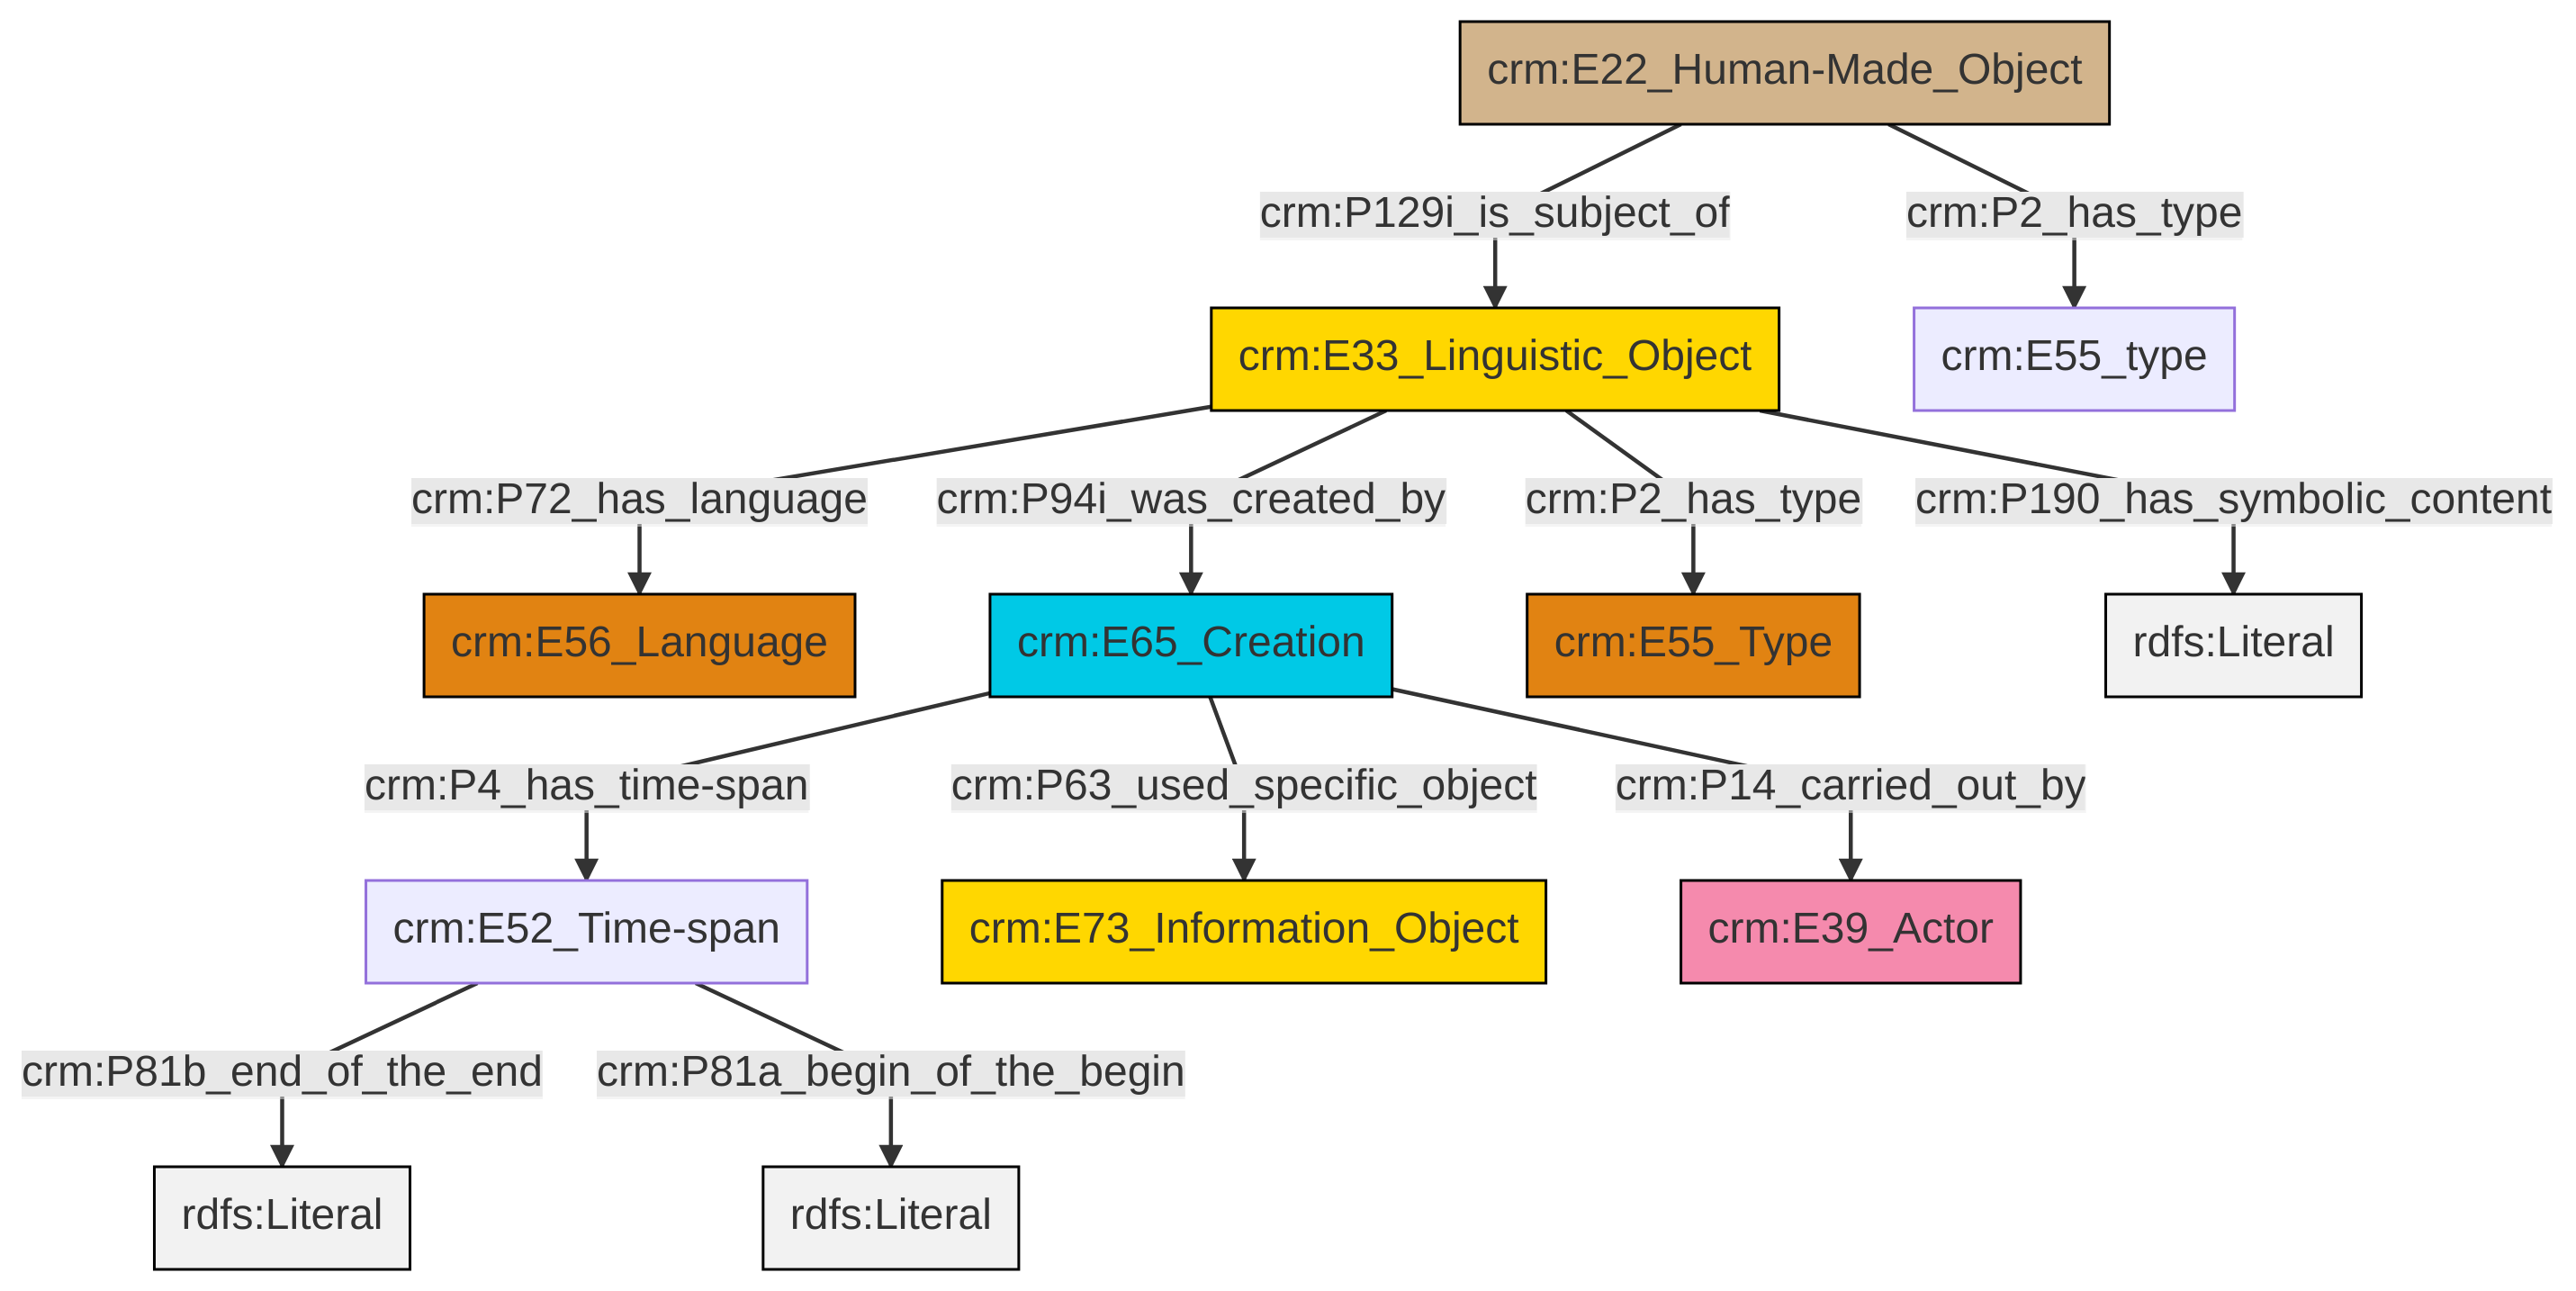 crm:E22_Human-Made_Object
crm:P129i_is_subject_of
crm:P2_has_type
crm:E33_Linguistic_Object
crm:E55_type
crm:P72_has_language
crm:P94i_was_created_by
crm:P2_has_type
crm:P190_has_symbolic_content
crm:E56_Language
crm:E65_Creation
crm:E55_Type
rdfs:Literal
crm:P4_has_time-span
crm:P63_used_specific_object
crm:P14_carried_out_by
crm:E52_Time-span
crm:E73_Information_Object
crm:E39_Actor
crm:P81b_end_of_the_end
crm:P81a_begin_of_the_begin
rdfs:Literal
rdfs:Literal